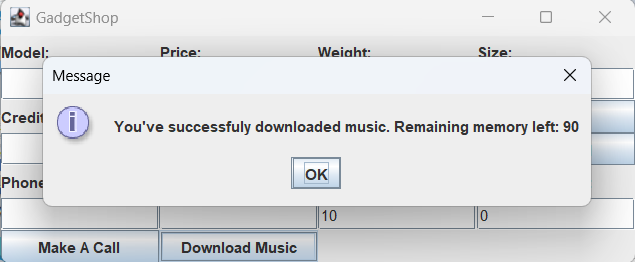 GadgetShop
Model: Price: Weight: Size:
Message
You've successfuly downloaded music. Remaining memory left: 90
OK
Credit
Phone
10 0
Make A Call Download Music